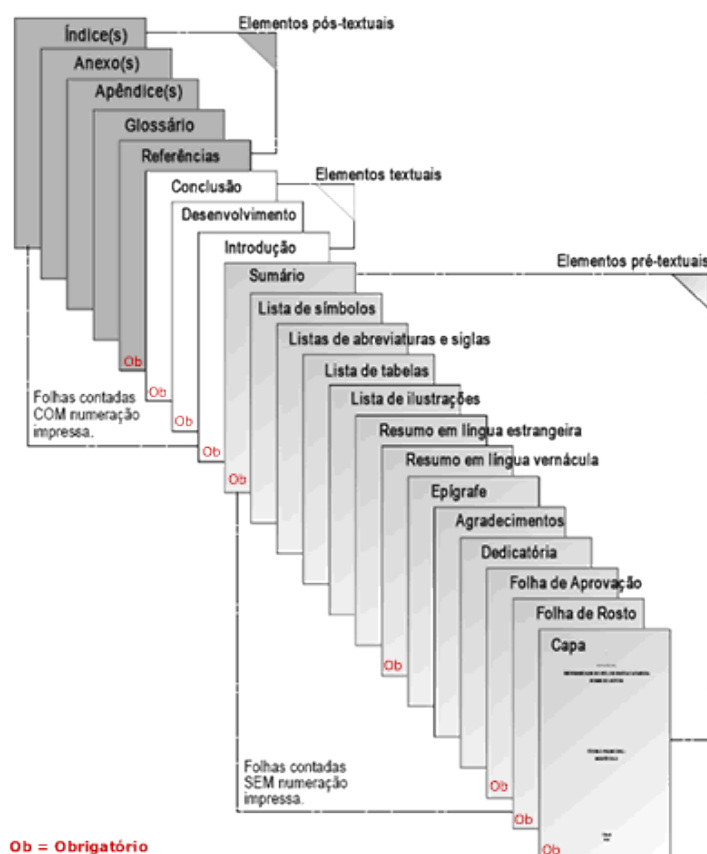 Elementos pós-textuais
Índice(s)
Anexo(s)
Apêndice(s)
Glossário
Referências
Ob
Elementos textuais
Conclusão
Ob
Desenvolvimento
Ob
Introdução
Ob
Folhas contadas
COM numeração
impressa.
Elementos pré-textuais
Sumário
Ob
Lista de símbolos
Listas de abreviaturas e siglas
Lista de tabelas
Lista de ilustrações
Resumo em língua estrangeira
Resumo em língua vernácula
Ob
Epígrafe
Agradecimentos
Dedicatória
Folha de Aprovação
Ob
Folha de Rosto
Ob
Capa
Ob
Folhas contadas
SEM numeração
impressa.
Ob = Obrigatório